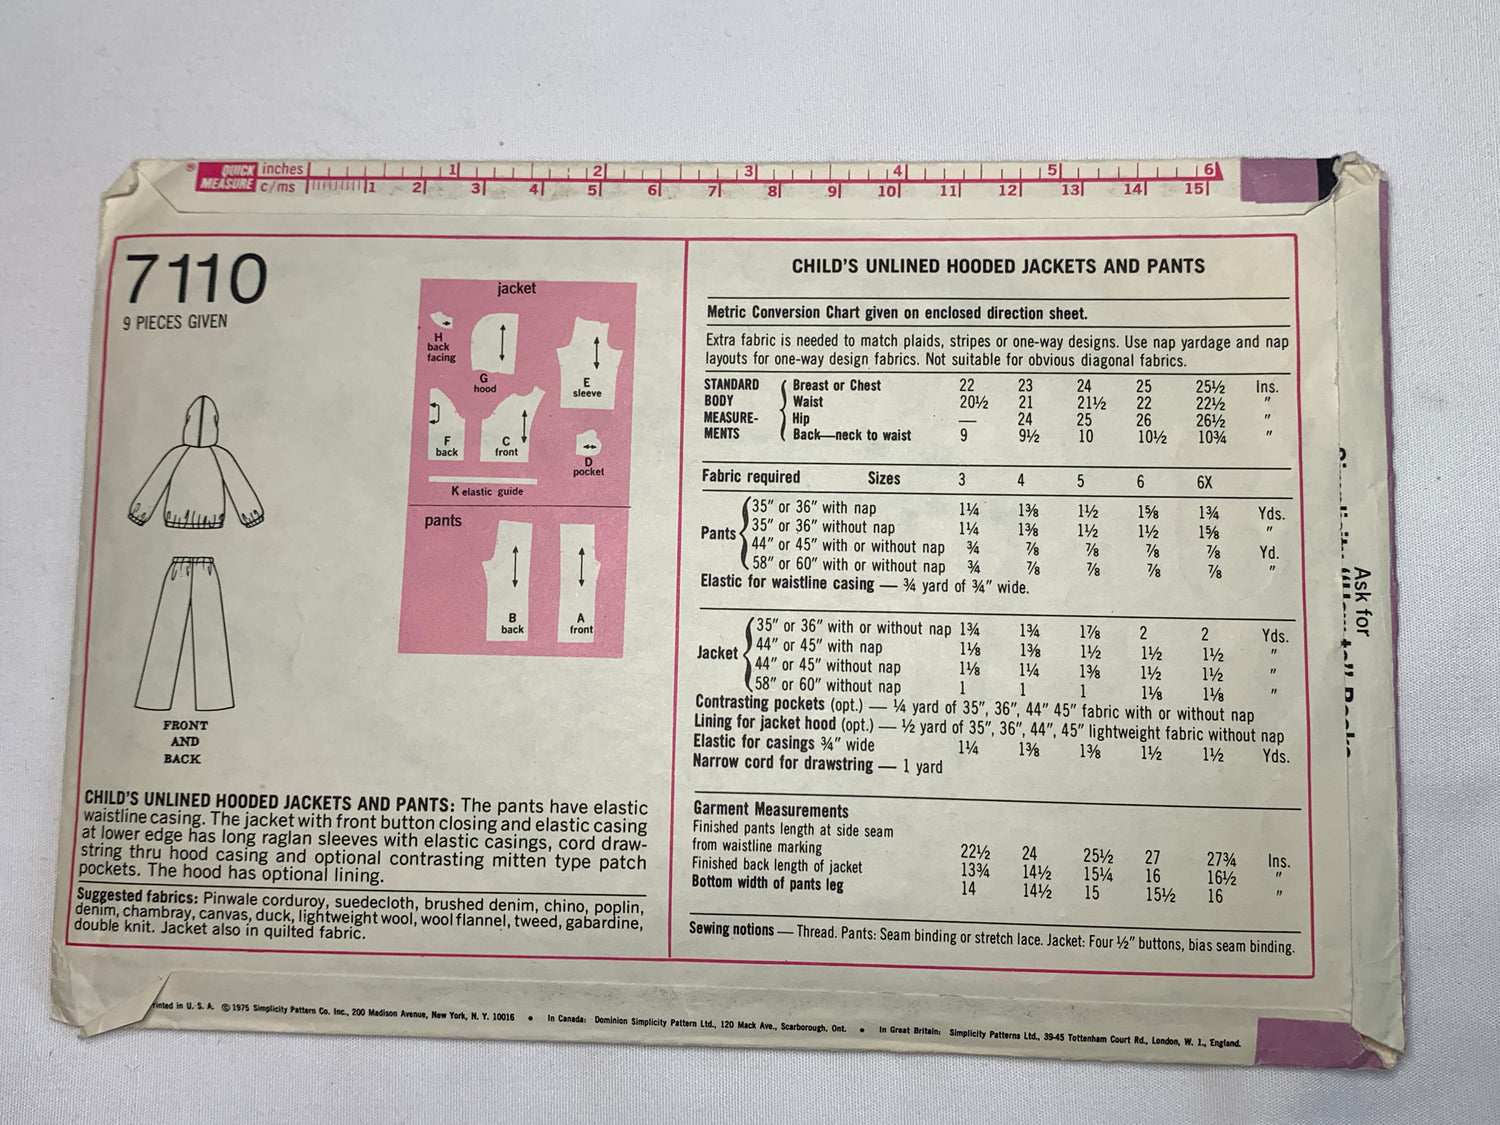 QUICK MEASURE inches 1 2 3 4 5 6
c/ms 1 2 3 4 5 6 7 8 9 10 11 12 13 14 15
7110
9 PIECES GIVEN
jacket
H back facing
G hood
E sleeve
F back
C front
D pocket
K elastic guide
pants
B back
A front
FRONT
AND
BACK
CHILD'S UNLINED HOODED JACKETS AND PANTS: The pants have elastic
waistline casing. The jacket with front button closing and elastic casing
at lower edge has long raglan sleeves with elastic casings, cord draw-
string thru hood casing and optional contrasting mitten type patch
pockets. The hood has optional lining.
Suggested fabrics: Pinwale corduroy, suedecloth, brushed denim, chino, poplin,
denim, chambray, canvas, duck, lightweight wool, wool flannel, tweed, gabardine,
double knit. Jacket also in quilted fabric.
CHILD'S UNLINED HOODED JACKETS AND PANTS
Metric Conversion Chart given on enclosed direction sheet.
Extra fabric is needed to match plaids, stripes or one-way designs. Use nap yardage and nap
layouts for one-way design fabrics. Not suitable for obvious diagonal fabrics.
STANDARD Breast or Chest 22 23 24 25 25½ Ins.
BODY Waist 20½ 21 21½ 22 22½ "
MEASURE- Hip — 24 25 26 26½ "
MENTS Back—neck to waist 9 9½ 10 10½ 10¾ "
Fabric required Sizes 3 4 5 6 6X
Pants 35" or 36" with nap 1¼ 1⅜ 1½ 1⅝ 1¾ Yds.
35" or 36" without nap 1¼ 1⅜ 1½ 1½ 1⅝ "
44" or 45" with or without nap ¾ ⅞ ⅞ ⅞ ⅞ Yd.
58" or 60" with or without nap ¾ ⅞ ⅞ ⅞ ⅞ "
Elastic for waistline casing — ¾ yard of ¾" wide.
Jacket 35" or 36" with or without nap 1¾ 1¾ 1⅞ 2 2 Yds.
44" or 45" with nap 1⅛ 1⅜ 1½ 1½ 1½ "
44" or 45" without nap 1⅛ 1¼ 1⅜ 1½ 1½ "
58" or 60" without nap 1 1 1 1⅛ 1⅛ "
Contrasting pockets (opt.) — ¼ yard of 35", 36", 44" 45" fabric with or without nap
Lining for jacket hood (opt.) — ½ yard of 35", 36", 44", 45" lightweight fabric without nap
Elastic for casings ¾" wide 1¼ 1⅜ 1⅜ 1½ 1½ Yds.
Narrow cord for drawstring — 1 yard
Garment Measurements
Finished pants length at side seam
from waistline marking 22½ 24 25½ 27 27¾ Ins.
Finished back length of jacket 13¾ 14½ 15¼ 16 16½ "
Bottom width of pants leg 14 14½ 15 15½ 16 "
Sewing notions — Thread. Pants: Seam binding or stretch lace. Jacket: Four ½" buttons, bias seam binding.
Ask for
rinted in U. S. A. © 1975 Simplicity Pattern Co. Inc., 200 Madison Avenue, New York, N. Y. 10016 • In Canada: Dominion Simplicity Pattern Ltd., 120 Mack Ave., Scarborough, Ont. • In Great Britain: Simplicity Patterns Ltd., 39-45 Tottenham Court Rd., London, W. 1., England.